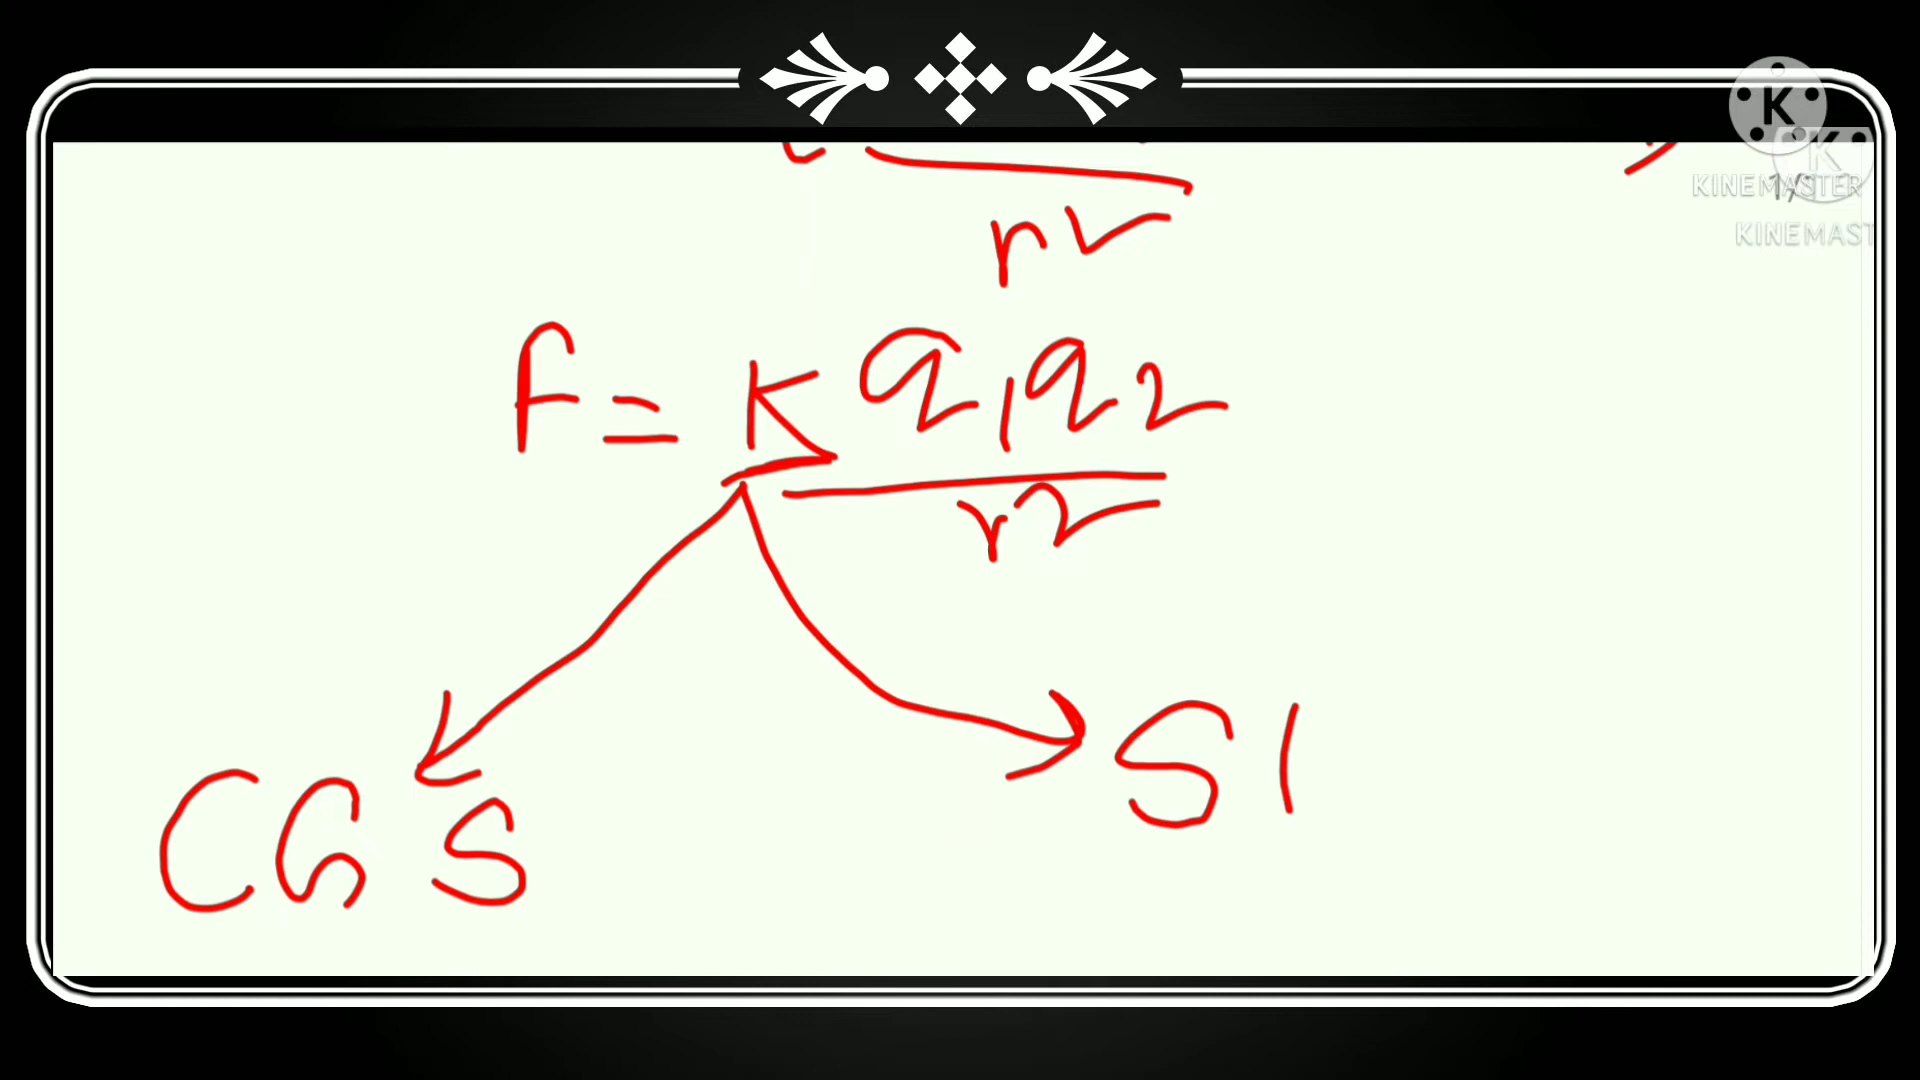 K
KINEMASTER
K
KINEMAST
r²
F = K q₁q₂
r²
CGS
SI